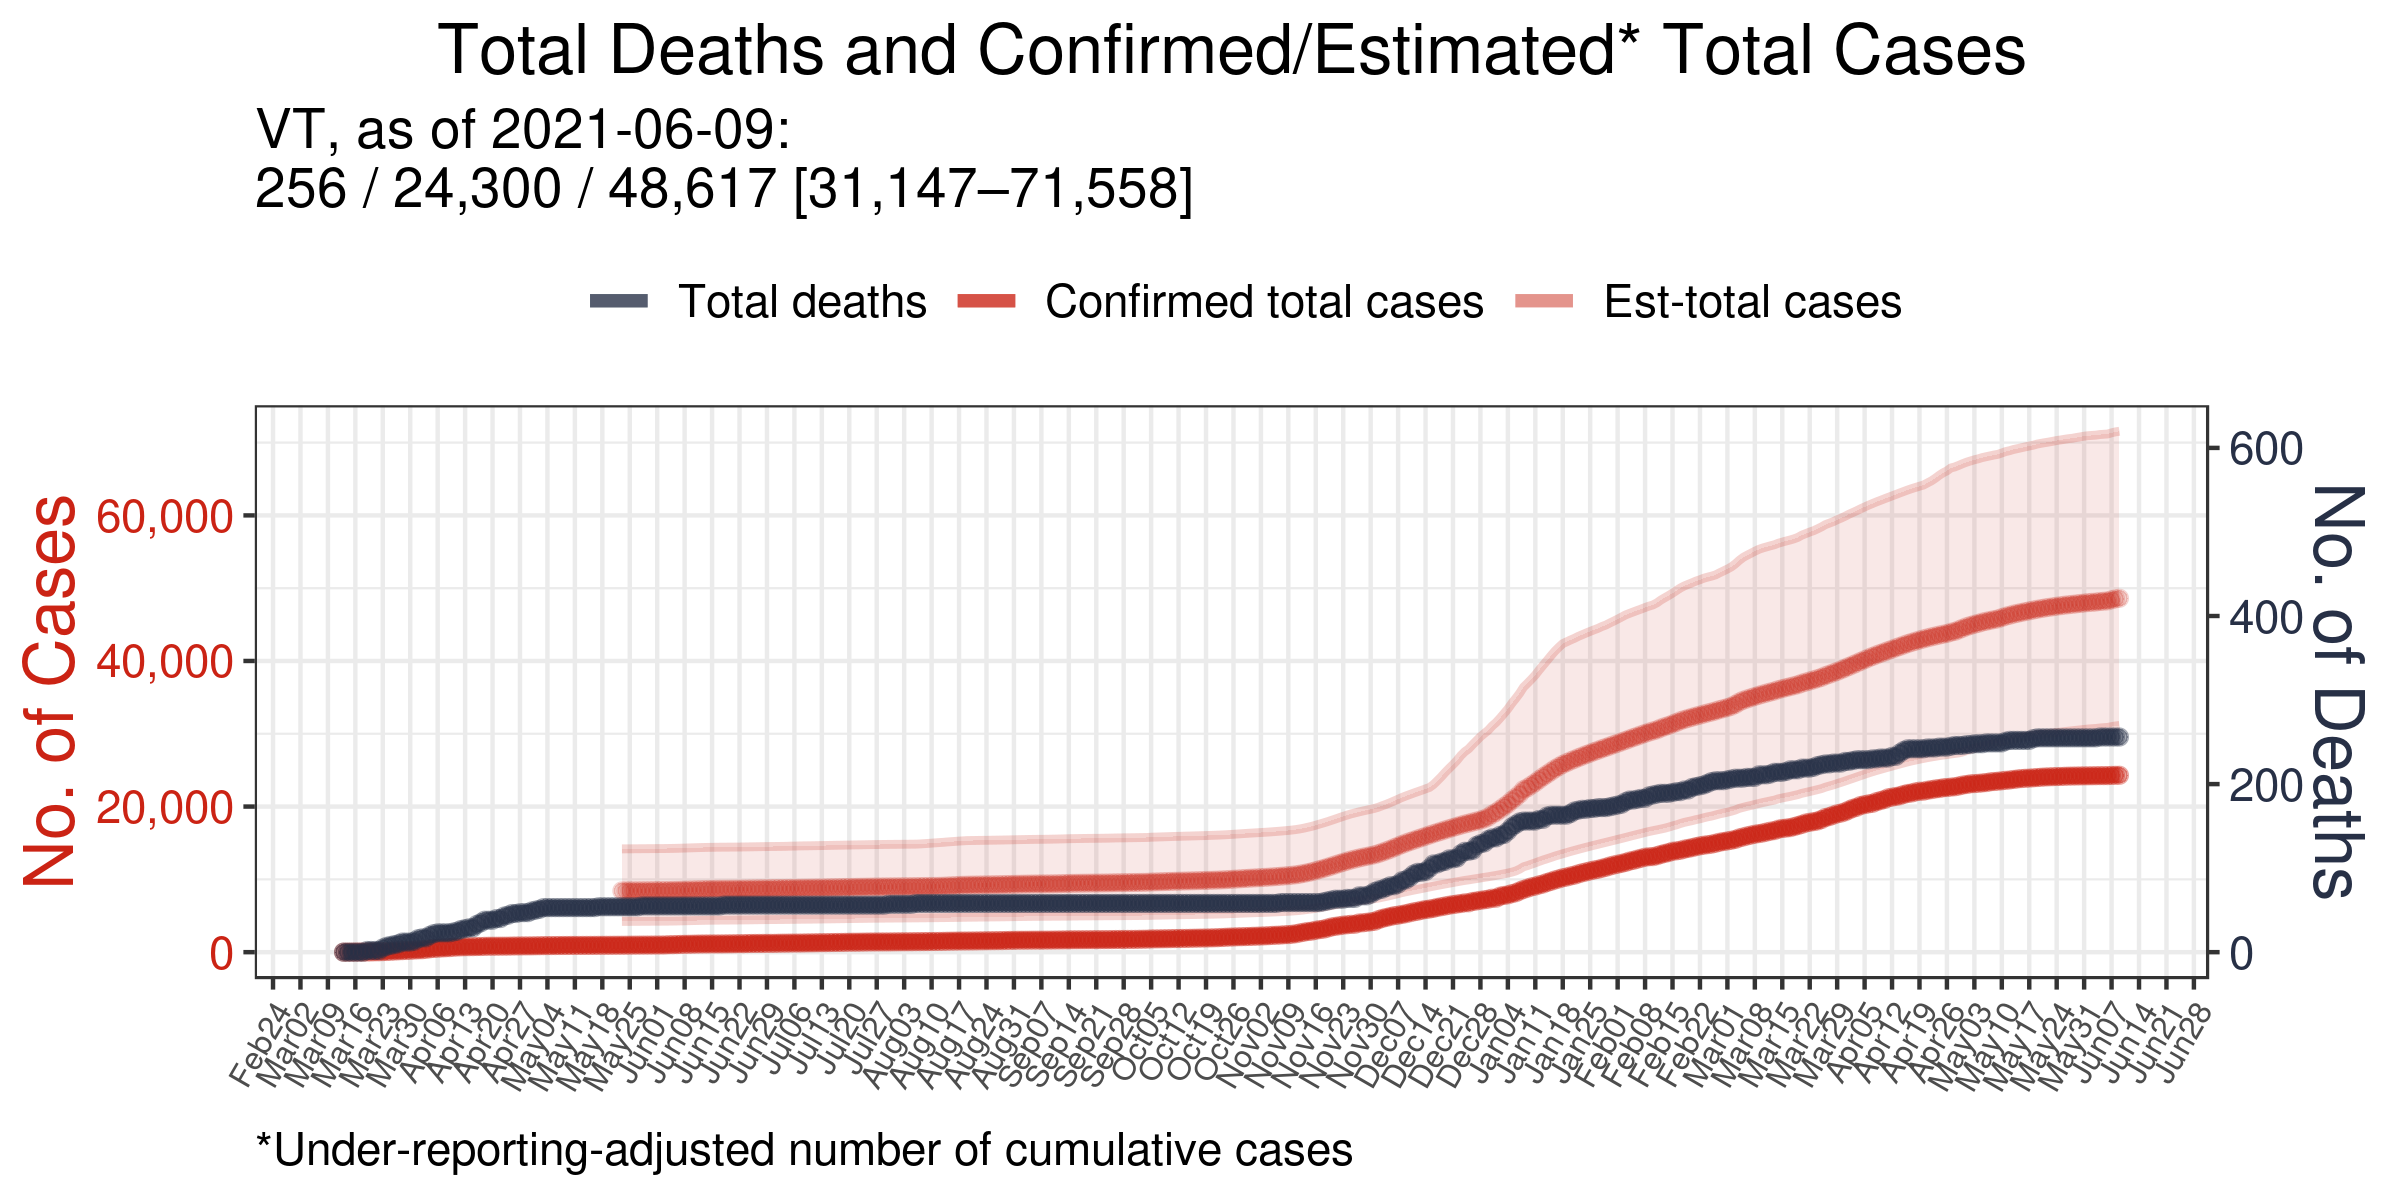 Total Deaths and Confirmed/Estimated* Total Cases
VT, as of 2021-06-09:
256 / 24,300 / 48,617 [31,147–71,558]
Total deaths
Confirmed total cases
Est-total cases
No. of Cases
60,000
40,000
20,000
0
600
400
200
0
No. of Deaths
Feb24
Mar02
Mar09
Mar16
Mar23
Mar30
Apr06
Apr13
Apr20
Apr27
May04
May11
May18
May25
Jun01
Jun08
Jun15
Jun22
Jun29
Jul06
Jul13
Jul20
Jul27
Aug03
Aug10
Aug17
Aug24
Aug31
Sep07
Sep14
Sep21
Sep28
Oct05
Oct12
Oct19
Oct26
Nov02
Nov09
Nov16
Nov23
Nov30
Dec07
Dec14
Dec21
Dec28
Jan04
Jan11
Jan18
Jan25
Feb01
Feb08
Feb15
Feb22
Mar01
Mar08
Mar15
Mar22
Mar29
Apr05
Apr12
Apr19
Apr26
May03
May10
May17
May24
May31
Jun07
Jun14
Jun21
Jun28
*Under-reporting-adjusted number of cumulative cases